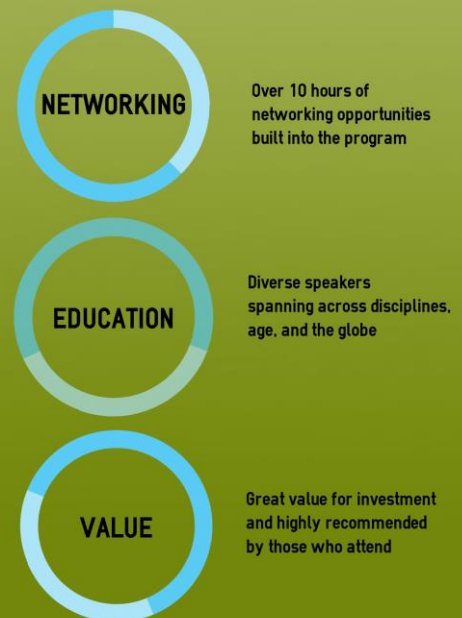 NETWORKING
Over 10 hours of
networking opportunities
built into the program
EDUCATION
Diverse speakers
spanning across disciplines,
age, and the globe
VALUE
Great value for investment
and highly recommended
by those who attend